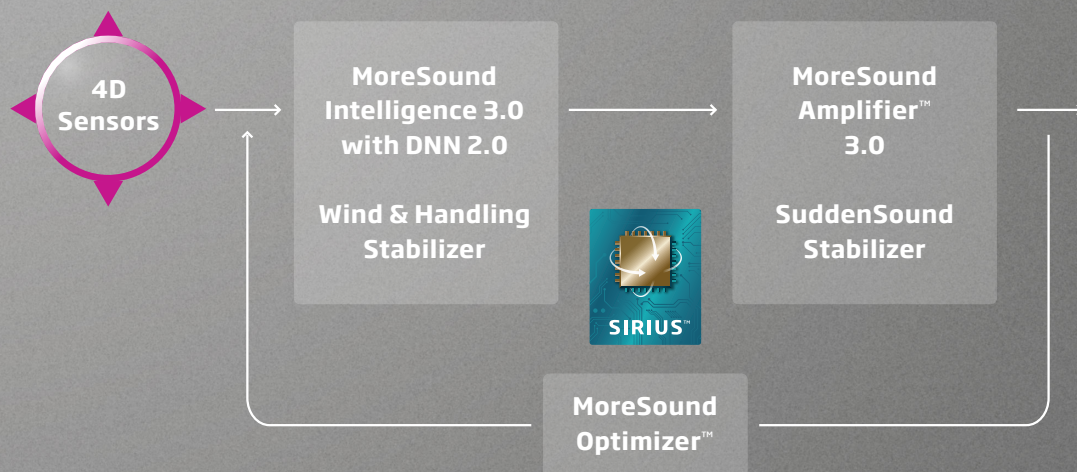 4D
Sensors
MoreSound
Intelligence 3.0
with DNN 2.0
Wind & Handling
Stabilizer
MoreSound
Amplifier™
3.0
SuddenSound
Stabilizer
SIRIUS™
MoreSound
Optimizer™